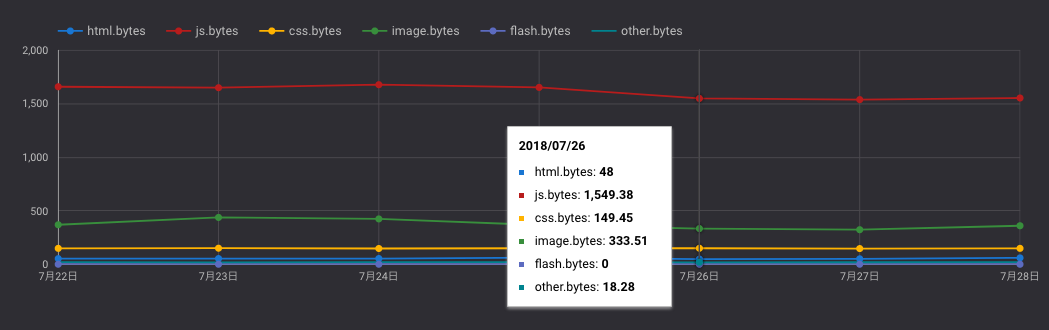 html.bytes js.bytes css.bytes image.bytes flash.bytes other.bytes
2,000
1,500
1,000
500
0
2018/07/26
html.bytes: 48
js.bytes: 1,549.38
css.bytes: 149.45
image.bytes: 333.51
flash.bytes: 0
other.bytes: 18.28
7月22日 7月23日 7月24日 7月26日 7月27日 7月28日